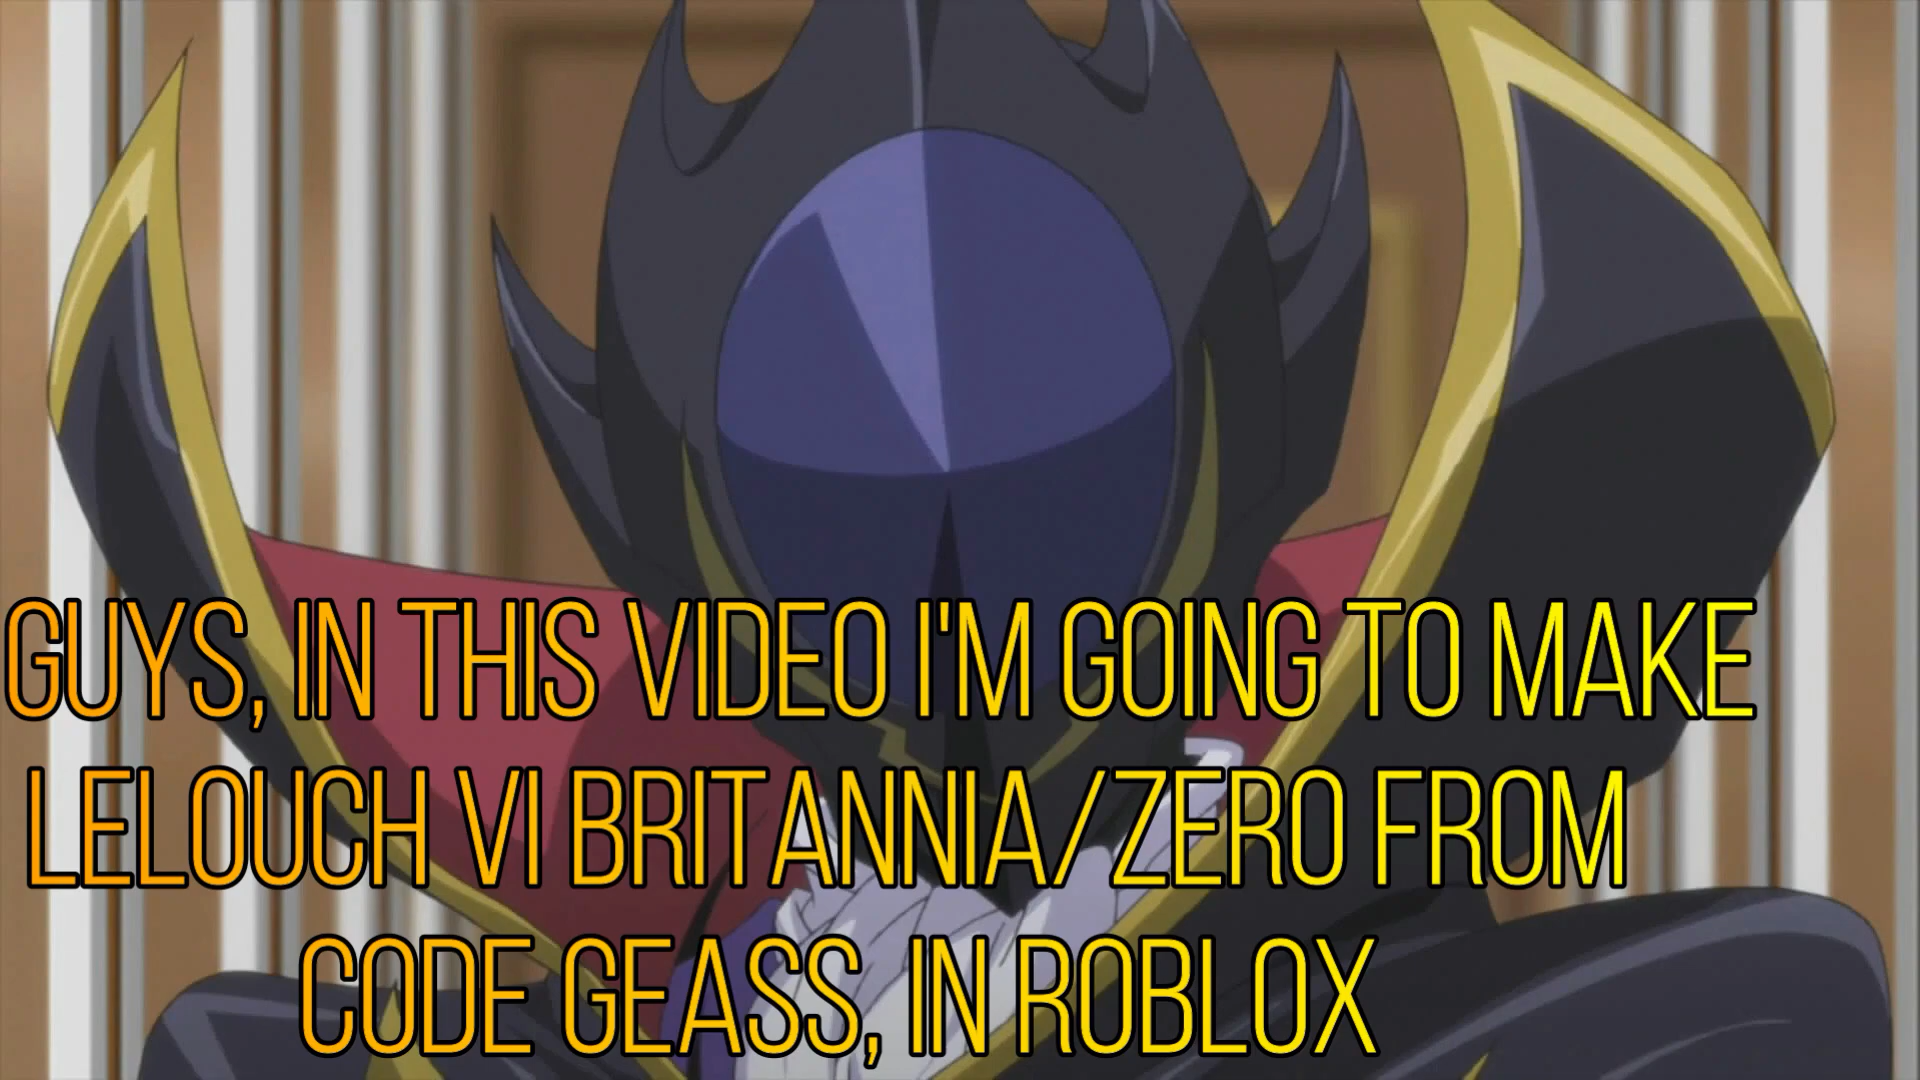 GUYS, IN THIS VIDEO I'M GOING TO MAKE
LELOUCH VI BRITANNIA/ZERO FROM
CODE GEASS, IN ROBLOX